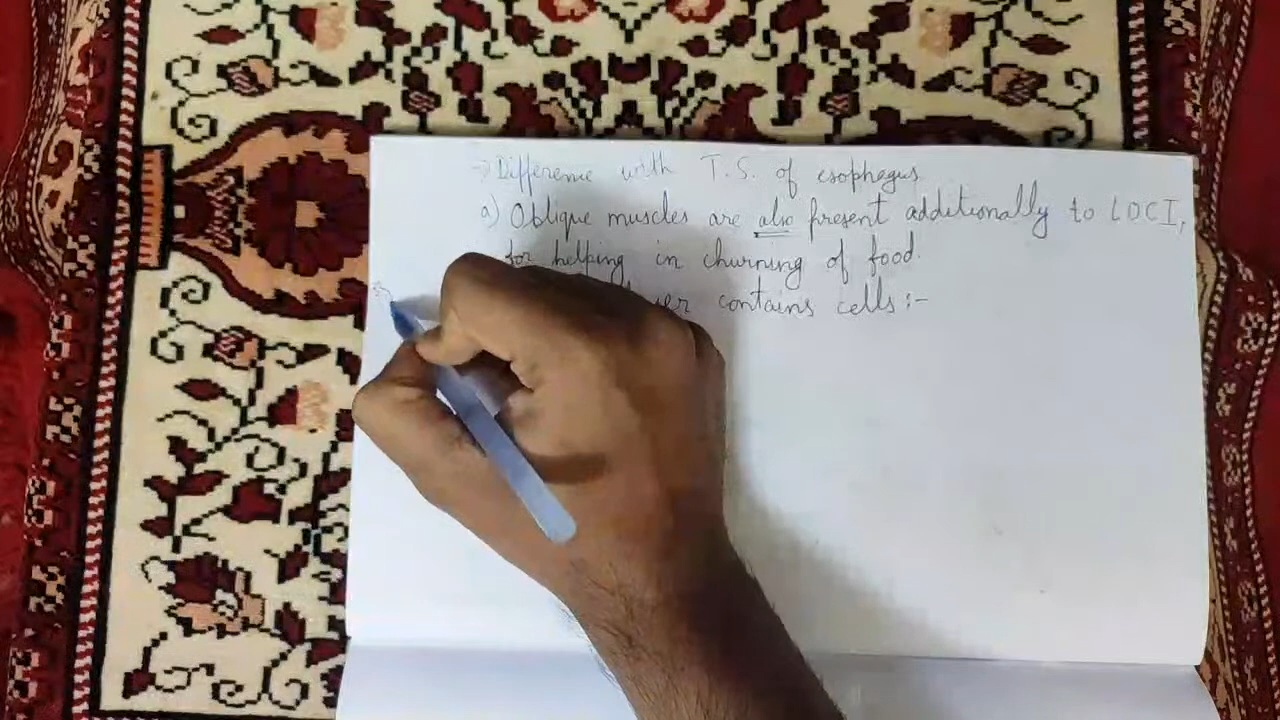 → Difference with T.S. of esophagus
a) Oblique muscles are also present additionally to LOCI,
for helping in churning of food.
contains cells :-